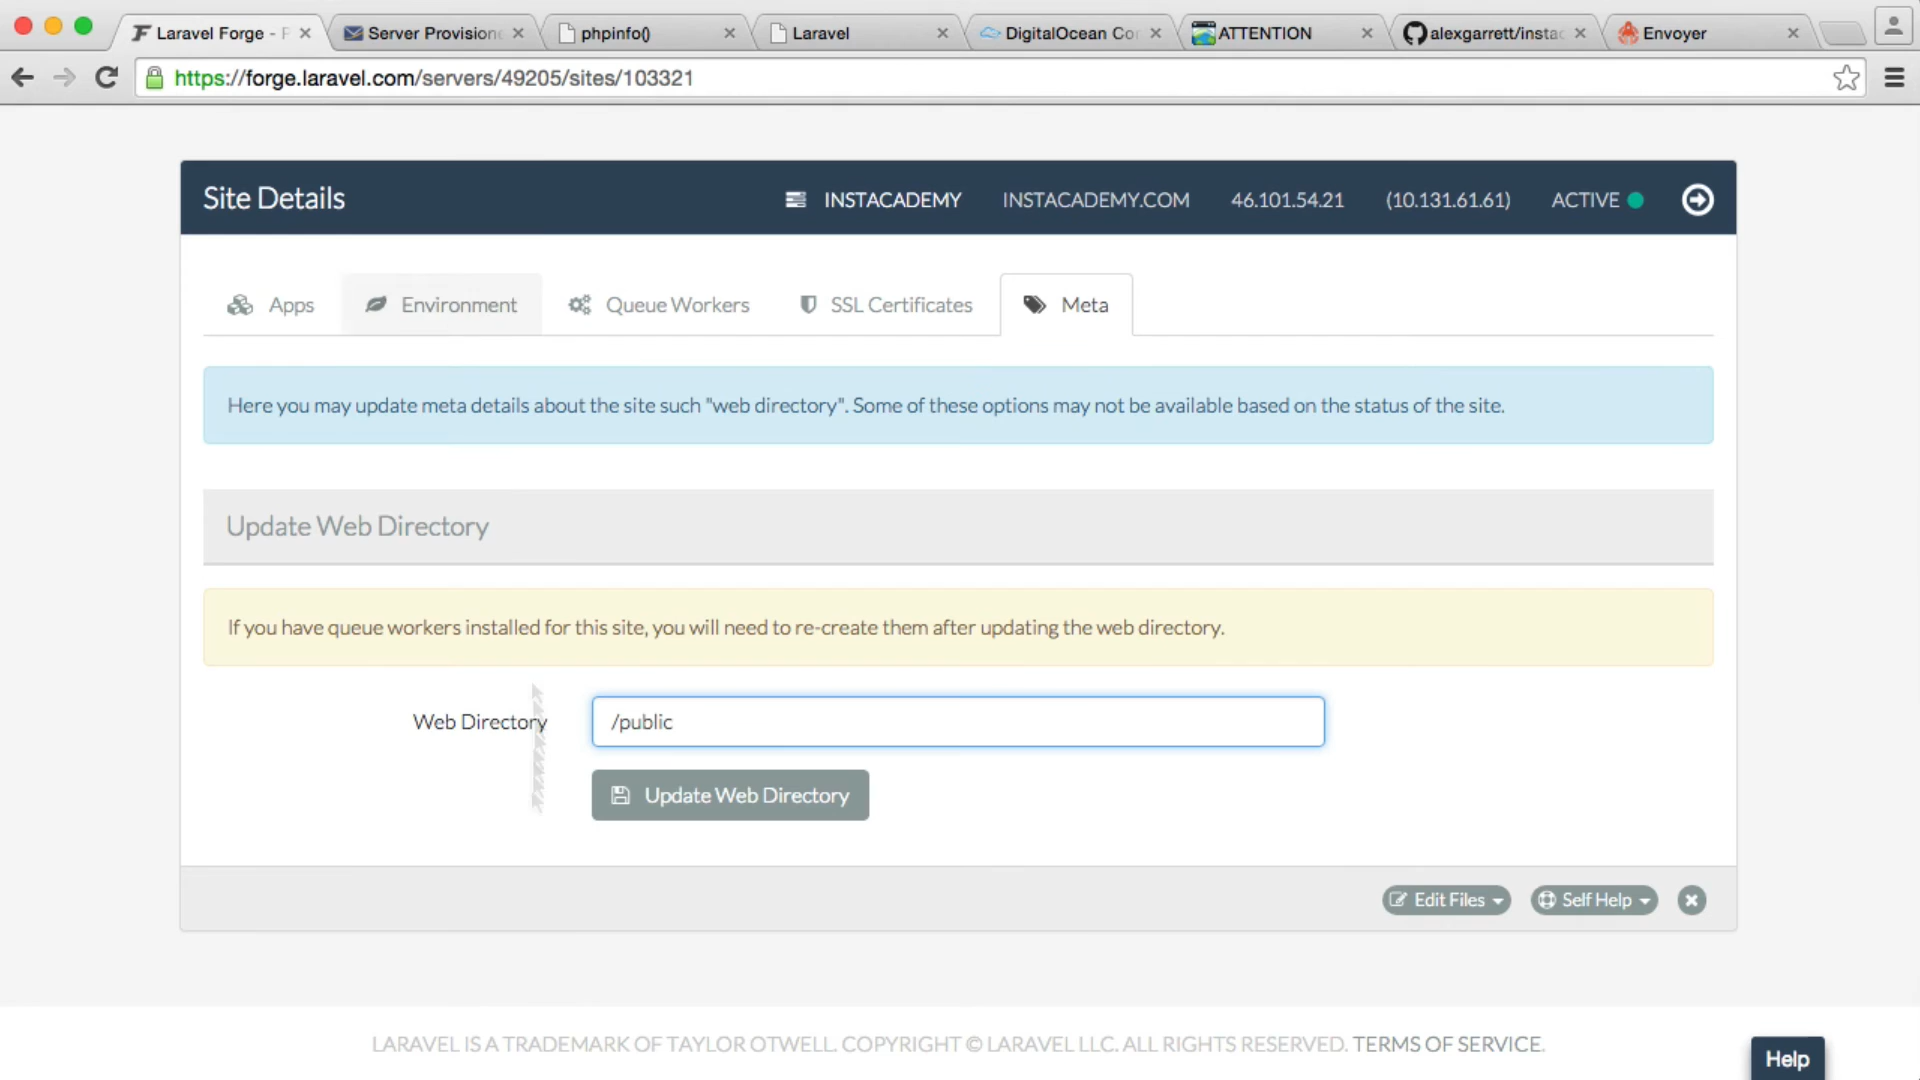 Laravel Forge - F
Server Provision
phpinfo()
Laravel
DigitalOcean Cor
ATTENTION
alexgarrett/insta
Envoyer
https://forge.laravel.com/servers/49205/sites/103321
Site Details
INSTACADEMY
INSTACADEMY.COM
46.101.54.21
(10.131.61.61)
ACTIVE
Apps
Environment
Queue Workers
SSL Certificates
Meta
Here you may update meta details about the site such "web directory". Some of these options may not be available based on the status of the site.
Update Web Directory
If you have queue workers installed for this site, you will need to re-create them after updating the web directory.
Web Directory
/public
Update Web Directory
Edit Files
Self Help
LARAVEL IS A TRADEMARK OF TAYLOR OTWELL. COPYRIGHT © LARAVEL LLC. ALL RIGHTS RESERVED. TERMS OF SERVICE.
Help